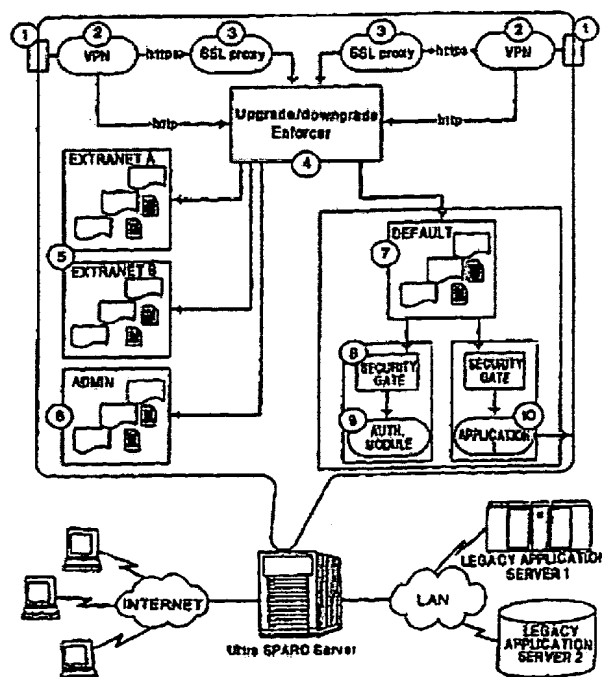 1
2
VPN
https
3
SSL proxy
3
SSL proxy
https
2
VPN
1
http
Upgrade/downgrade
Enforcer
http
4
EXTRANET A
5
EXTRANET B
6
ADMIN
7
DEFAULT
8
SECURITY
GATE
SECURITY
GATE
9
AUTH.
MODULE
10
APPLICATION
INTERNET
Ultra SPARC Server
LAN
LEGACY APPLICATION
SERVER 1
LEGACY
APPLICATION
SERVER 2